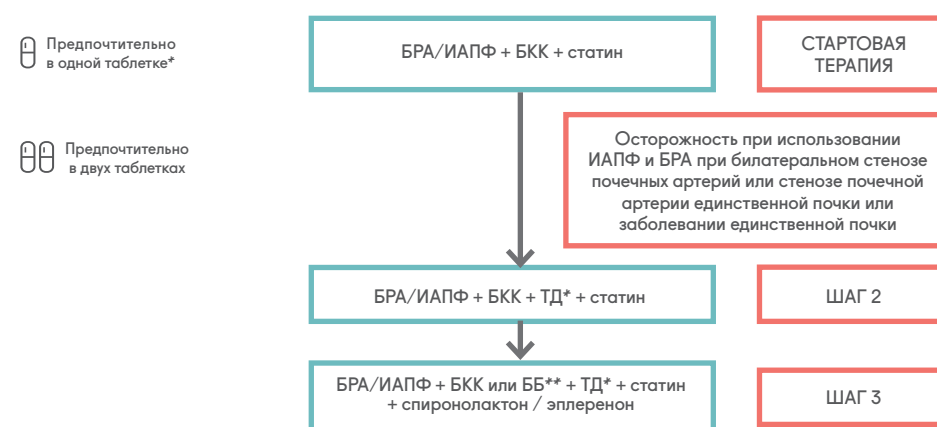 Предпочтительно
в одной таблетке*
БРА/ИАПФ + БКК + статин
СТАРТОВАЯ
ТЕРАПИЯ
Предпочтительно
в двух таблетках
Осторожность при использовании
ИАПФ и БРА при билатеральном стенозе
почечных артерий или стенозе почечной
артерии единственной почки или
заболевании единственной почки
БРА/ИАПФ + БКК + ТД* + статин
ШАГ 2
БРА/ИАПФ + БКК или ББ** + ТД* + статин
+ спиронолактон / эплеренон
ШАГ 3